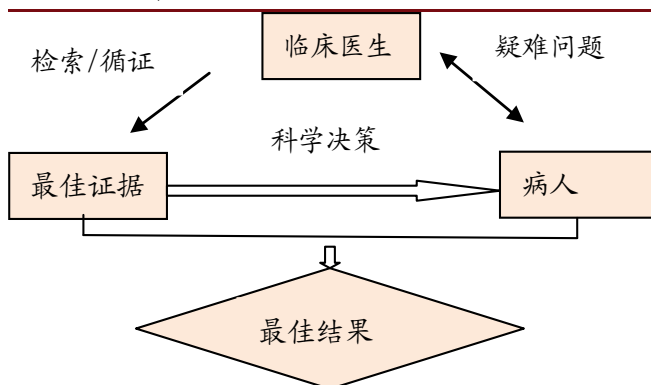 临床医生
检索/循证
疑难问题
科学决策
最佳证据
病人
最佳结果